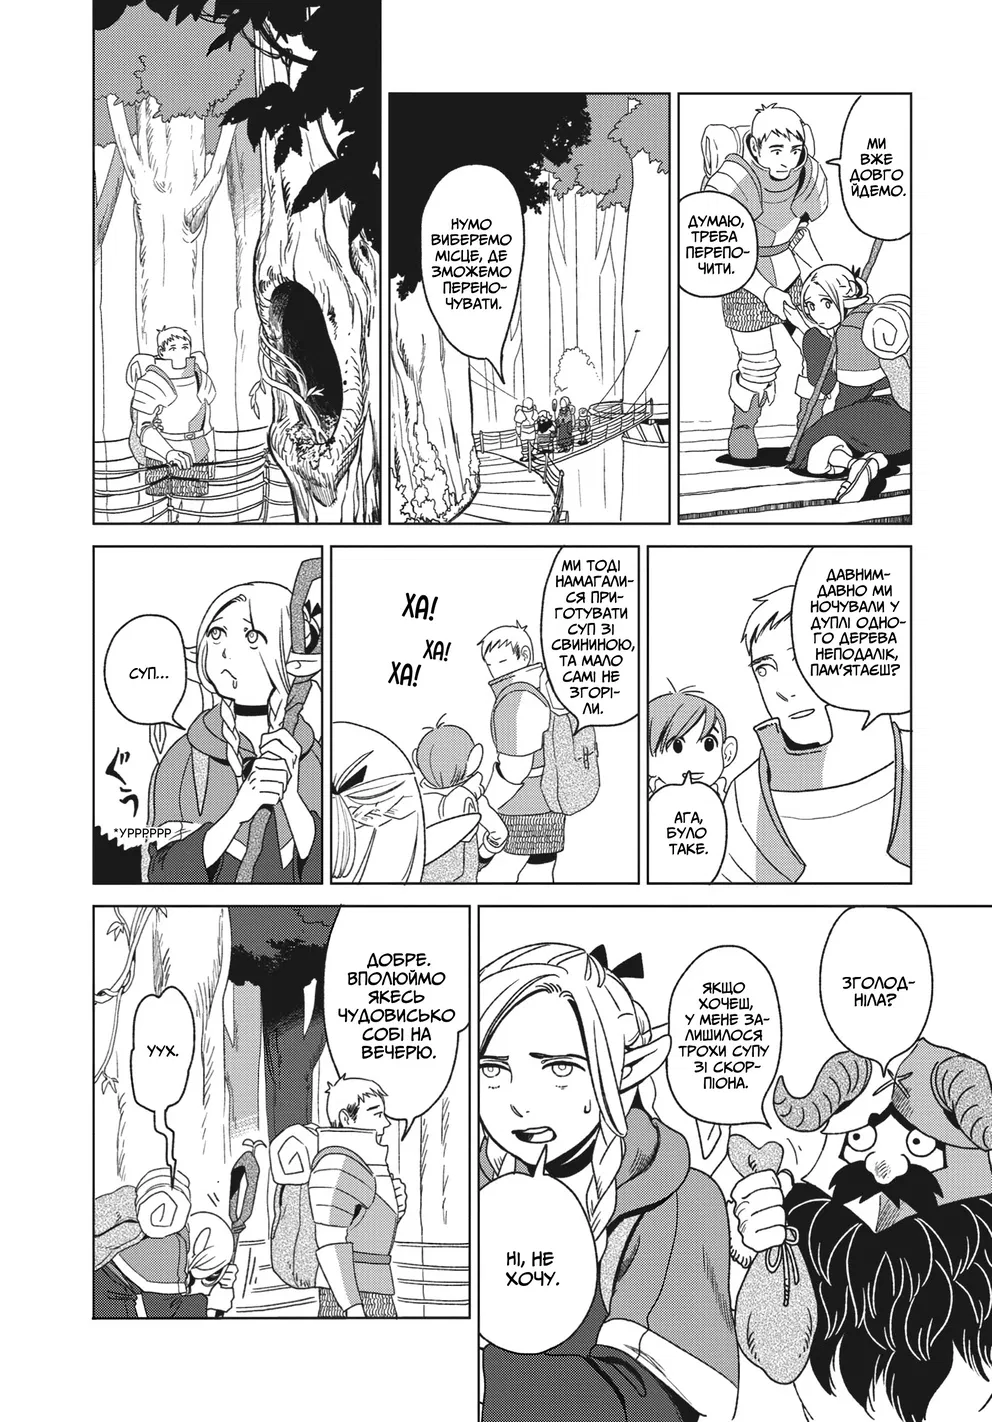 МИ
ВЖЕ
ДОВГО
ЙДЕМО.
ДУМАЮ,
ТРЕБА
ПЕРЕПО-
ЧИТИ.
НУМО
ВИБЕРЕМО
МІСЦЕ, ДЕ
ЗМОЖЕМО
ПЕРЕНО-
ЧУВАТИ.
ДАВНИМ-
ДАВНО МИ
НОЧУВАЛИ У
ДУПЛІ ОДНО-
ГО ДЕРЕВА
НЕПОДАЛІК,
ПАМ'ЯТАЄШ?
АГА,
БУЛО
ТАКЕ.
МИ ТОДІ
НАМАГАЛИ-
СЯ ПРИ-
ГОТУВАТИ
СУП ЗІ
СВИНИНОЮ,
ТА МАЛО
САМІ НЕ
ЗГОРІ-
ЛИ.
ХА!
ХА!
ХА!
СУП...
ぐぅ
*УРРРРРР
ЗГОЛОД-
НІЛА?
ЯКЩО
ХОЧЕШ,
У МЕНЕ ЗА-
ЛИШИЛОСЯ
ТРОХИ СУПУ
ЗІ СКОР-
ПІОНА.
НІ, НЕ
ХОЧУ.
ДОБРЕ.
ВПОЛЮЙМО
ЯКЕСЬ
ЧУДОВИСЬКО
СОБІ НА
ВЕЧЕРЮ.
УУХ.